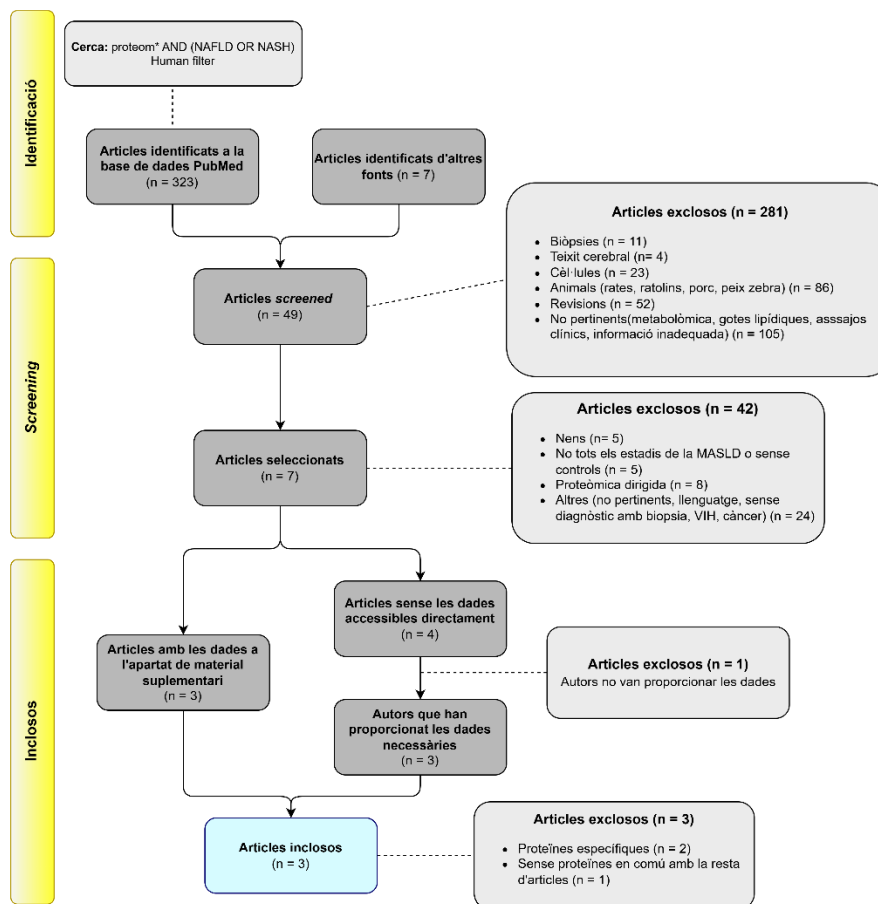 Identificació
Cerca: proteom* AND (NAFLD OR NASH)
Human filter
Articles identificats a la
base de dades PubMed
(n = 323)
Articles identificats d'altres
fonts (n = 7)
Articles exclosos (n = 281)
• Biòpsies (n = 11)
• Teixit cerebral (n= 4)
• Cèl·lules (n = 23)
• Animals (rates, ratolins, porc, peix zebra) (n = 86)
• Revisions (n = 52)
• No pertinents(metabolòmica, gotes lipídiques, asssajos
clínics, informació inadequada) (n = 105)
Screening
Articles screened
(n = 49)
Articles exclosos (n = 42)
• Nens (n= 5)
• No tots els estadis de la MASLD o sense
controls (n = 5)
• Proteòmica dirigida (n = 8)
• Altres (no pertinents, llenguatge, sense
diagnòstic amb biopsia, VIH, càncer) (n = 24)
Articles seleccionats
(n = 7)
Inclosos
Articles sense les dades
accessibles directament
(n = 4)
Articles amb les dades a
l'apartat de material
suplementari
(n = 3)
Articles exclosos (n = 1)
Autors no van proporcionar les dades
Autors que han
proporcionat les dades
necessàries
(n = 3)
Articles inclosos
(n = 3)
Articles exclosos (n = 3)
• Proteïnes específiques (n = 2)
• Sense proteïnes en comú amb la resta
d'articles (n = 1)